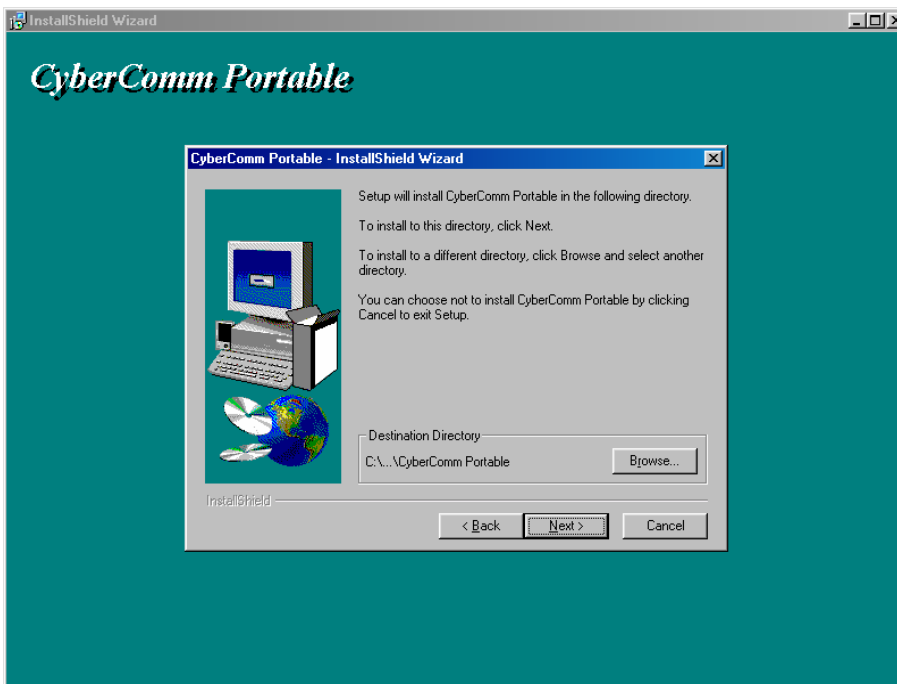 InstallShield Wizard
CyberComm Portable
CyberComm Portable - InstallShield Wizard
Setup will install CyberComm Portable in the following directory.
To install to this directory, click Next.
To install to a different directory, click Browse and select another
directory.
You can choose not to install CyberComm Portable by clicking
Cancel to exit Setup.
Destination Directory
C:\...\CyberComm Portable
Browse...
InstallShield
< Back
Next >
Cancel